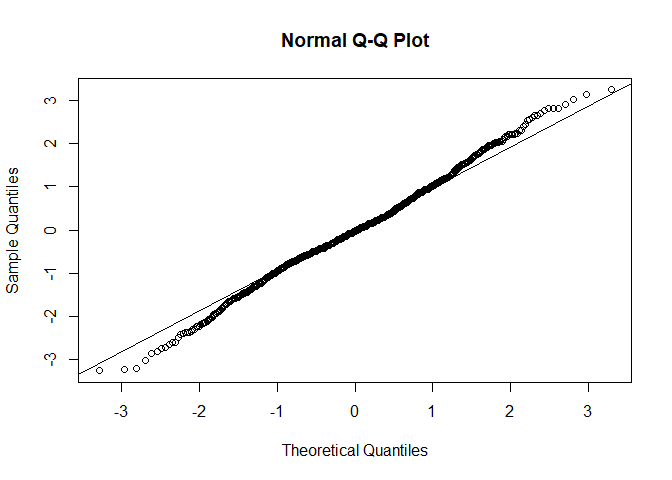 Normal Q-Q Plot
3
2
1
0
-1
-2
-3
Sample Quantiles
-3 -2 -1 0 1 2 3
Theoretical Quantiles